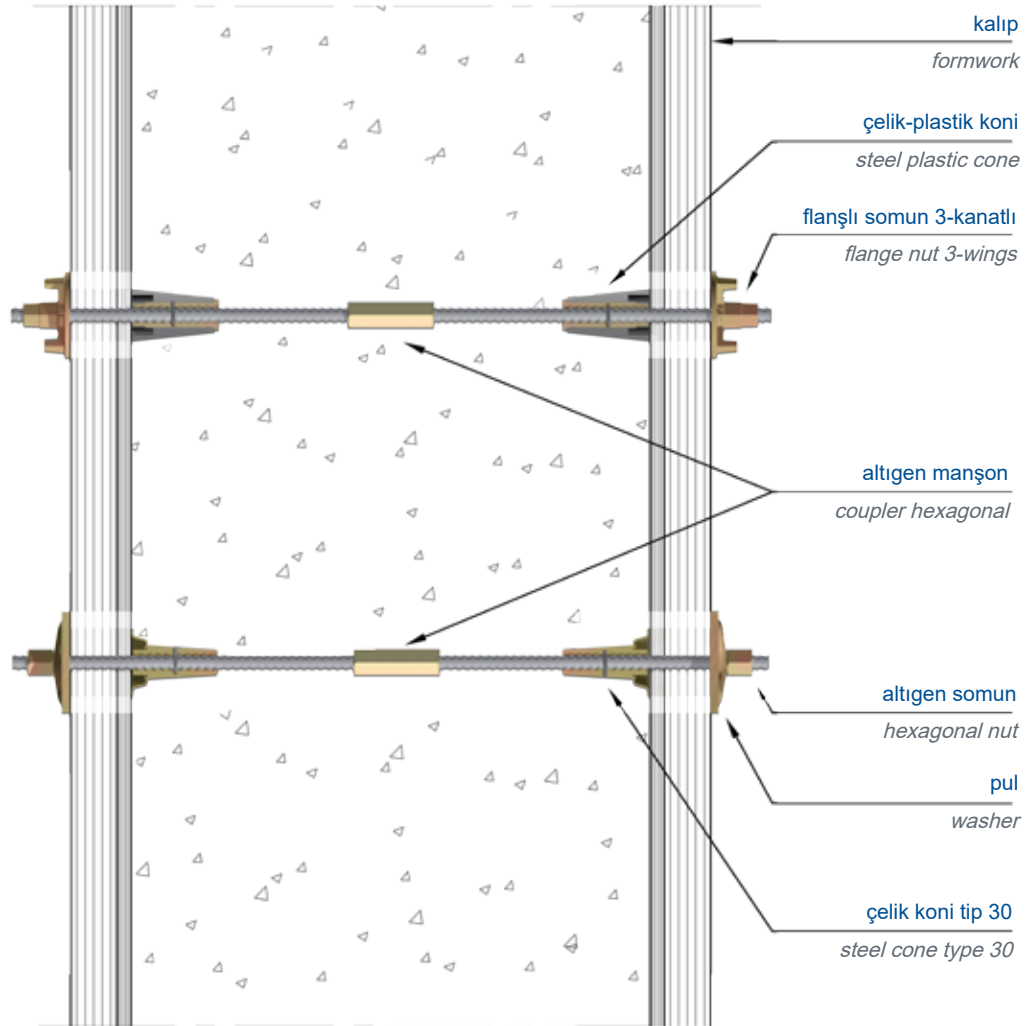 kalıp
formwork
çelik-plastik koni
steel plastic cone
flanşlı somun 3-kanatlı
flange nut 3-wings
altıgen manşon
coupler hexagonal
altıgen somun
hexagonal nut
pul
washer
çelik koni tip 30
steel cone type 30